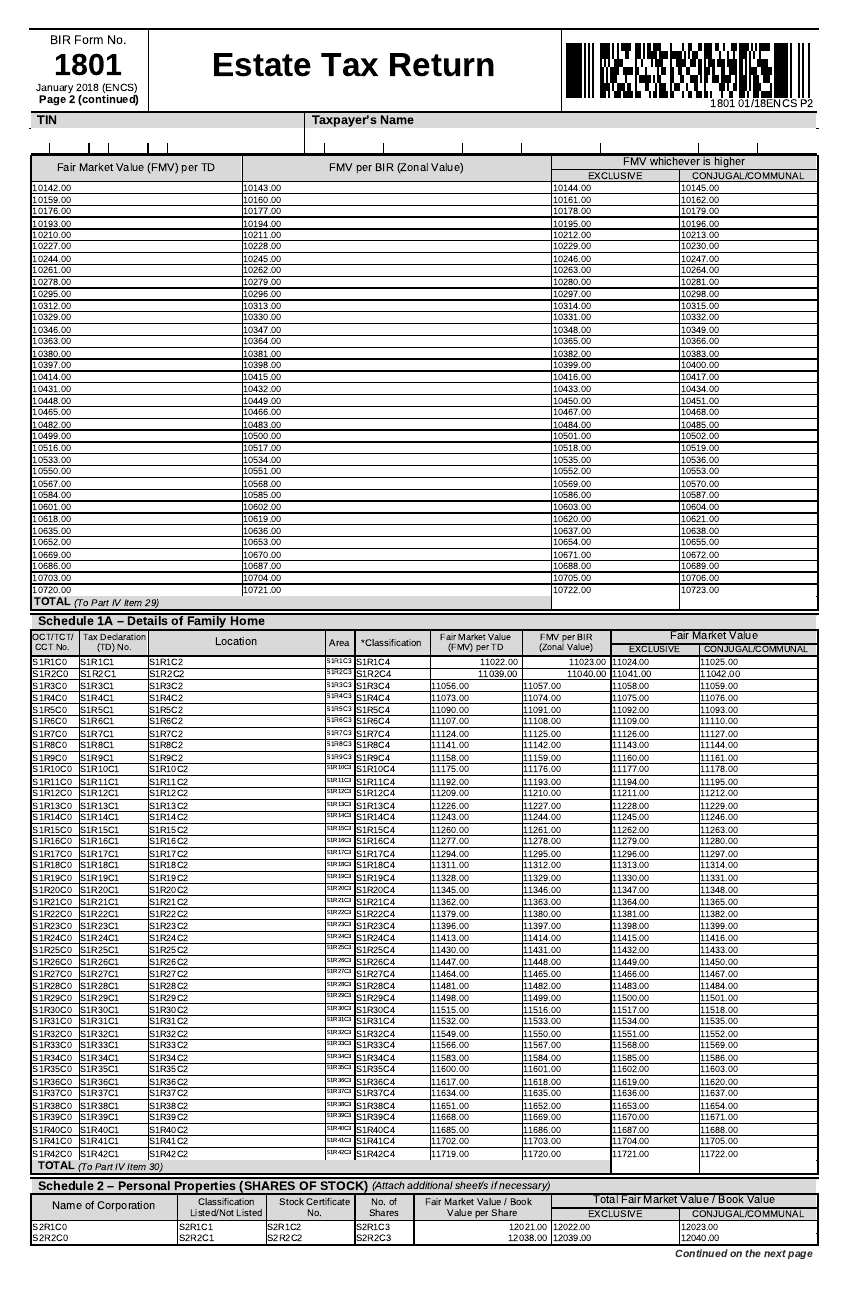 BIR Form No.
1801
January 2018 (ENCS)
Page 2 (continued)
Estate Tax Return
1801 01/18ENCS P2
TIN Taxpayer's Name
Fair Market Value (FMV) per TD FMV per BIR (Zonal Value) FMV whichever is higher
EXCLUSIVE CONJUGAL/COMMUNAL
10142.00 10143.00 10144.00 10145.00
10159.00 10160.00 10161.00 10162.00
10176.00 10177.00 10178.00 10179.00
10193.00 10194.00 10195.00 10196.00
10210.00 10211.00 10212.00 10213.00
10227.00 10228.00 10229.00 10230.00
10244.00 10245.00 10246.00 10247.00
10261.00 10262.00 10263.00 10264.00
10278.00 10279.00 10280.00 10281.00
10295.00 10296.00 10297.00 10298.00
10312.00 10313.00 10314.00 10315.00
10329.00 10330.00 10331.00 10332.00
10346.00 10347.00 10348.00 10349.00
10363.00 10364.00 10365.00 10366.00
10380.00 10381.00 10382.00 10383.00
10397.00 10398.00 10399.00 10400.00
10414.00 10415.00 10416.00 10417.00
10431.00 10432.00 10433.00 10434.00
10448.00 10449.00 10450.00 10451.00
10465.00 10466.00 10467.00 10468.00
10482.00 10483.00 10484.00 10485.00
10499.00 10500.00 10501.00 10502.00
10516.00 10517.00 10518.00 10519.00
10533.00 10534.00 10535.00 10536.00
10550.00 10551.00 10552.00 10553.00
10567.00 10568.00 10569.00 10570.00
10584.00 10585.00 10586.00 10587.00
10601.00 10602.00 10603.00 10604.00
10618.00 10619.00 10620.00 10621.00
10635.00 10636.00 10637.00 10638.00
10652.00 10653.00 10654.00 10655.00
10669.00 10670.00 10671.00 10672.00
10686.00 10687.00 10688.00 10689.00
10703.00 10704.00 10705.00 10706.00
10720.00 10721.00 10722.00 10723.00
TOTAL (To Part IV Item 29)
Schedule 1A – Details of Family Home
OCT/TCT/ CCT No. Tax Declaration (TD) No. Location Area *Classification Fair Market Value (FMV) per TD FMV per BIR (Zonal Value) Fair Market Value
EXCLUSIVE CONJUGAL/COMMUNAL
S1R1C0 S1R1C1 S1R1C2 S1R1C3 S1R1C4 11022.00 11023.00 11024.00 11025.00
S1R2C0 S1R2C1 S1R2C2 S1R2C3 S1R2C4 11039.00 11040.00 11041.00 11042.00
S1R3C0 S1R3C1 S1R3C2 S1R3C3 S1R3C4 11056.00 11057.00 11058.00 11059.00
S1R4C0 S1R4C1 S1R4C2 S1R4C3 S1R4C4 11073.00 11074.00 11075.00 11076.00
S1R5C0 S1R5C1 S1R5C2 S1R5C3 S1R5C4 11090.00 11091.00 11092.00 11093.00
S1R6C0 S1R6C1 S1R6C2 S1R6C3 S1R6C4 11107.00 11108.00 11109.00 11110.00
S1R7C0 S1R7C1 S1R7C2 S1R7C3 S1R7C4 11124.00 11125.00 11126.00 11127.00
S1R8C0 S1R8C1 S1R8C2 S1R8C3 S1R8C4 11141.00 11142.00 11143.00 11144.00
S1R9C0 S1R9C1 S1R9C2 S1R9C3 S1R9C4 11158.00 11159.00 11160.00 11161.00
S1R10C0 S1R10C1 S1R10C2 S1R10C3 S1R10C4 11175.00 11176.00 11177.00 11178.00
S1R11C0 S1R11C1 S1R11C2 S1R11C3 S1R11C4 11192.00 11193.00 11194.00 11195.00
S1R12C0 S1R12C1 S1R12C2 S1R12C3 S1R12C4 11209.00 11210.00 11211.00 11212.00
S1R13C0 S1R13C1 S1R13C2 S1R13C3 S1R13C4 11226.00 11227.00 11228.00 11229.00
S1R14C0 S1R14C1 S1R14C2 S1R14C3 S1R14C4 11243.00 11244.00 11245.00 11246.00
S1R15C0 S1R15C1 S1R15C2 S1R15C3 S1R15C4 11260.00 11261.00 11262.00 11263.00
S1R16C0 S1R16C1 S1R16C2 S1R16C3 S1R16C4 11277.00 11278.00 11279.00 11280.00
S1R17C0 S1R17C1 S1R17C2 S1R17C3 S1R17C4 11294.00 11295.00 11296.00 11297.00
S1R18C0 S1R18C1 S1R18C2 S1R18C3 S1R18C4 11311.00 11312.00 11313.00 11314.00
S1R19C0 S1R19C1 S1R19C2 S1R19C3 S1R19C4 11328.00 11329.00 11330.00 11331.00
S1R20C0 S1R20C1 S1R20C2 S1R20C3 S1R20C4 11345.00 11346.00 11347.00 11348.00
S1R21C0 S1R21C1 S1R21C2 S1R21C3 S1R21C4 11362.00 11363.00 11364.00 11365.00
S1R22C0 S1R22C1 S1R22C2 S1R22C3 S1R22C4 11379.00 11380.00 11381.00 11382.00
S1R23C0 S1R23C1 S1R23C2 S1R23C3 S1R23C4 11396.00 11397.00 11398.00 11399.00
S1R24C0 S1R24C1 S1R24C2 S1R24C3 S1R24C4 11413.00 11414.00 11415.00 11416.00
S1R25C0 S1R25C1 S1R25C2 S1R25C3 S1R25C4 11430.00 11431.00 11432.00 11433.00
S1R26C0 S1R26C1 S1R26C2 S1R26C3 S1R26C4 11447.00 11448.00 11449.00 11450.00
S1R27C0 S1R27C1 S1R27C2 S1R27C3 S1R27C4 11464.00 11465.00 11466.00 11467.00
S1R28C0 S1R28C1 S1R28C2 S1R28C3 S1R28C4 11481.00 11482.00 11483.00 11484.00
S1R29C0 S1R29C1 S1R29C2 S1R29C3 S1R29C4 11498.00 11499.00 11500.00 11501.00
S1R30C0 S1R30C1 S1R30C2 S1R30C3 S1R30C4 11515.00 11516.00 11517.00 11518.00
S1R31C0 S1R31C1 S1R31C2 S1R31C3 S1R31C4 11532.00 11533.00 11534.00 11535.00
S1R32C0 S1R32C1 S1R32C2 S1R32C3 S1R32C4 11549.00 11550.00 11551.00 11552.00
S1R33C0 S1R33C1 S1R33C2 S1R33C3 S1R33C4 11566.00 11567.00 11568.00 11569.00
S1R34C0 S1R34C1 S1R34C2 S1R34C3 S1R34C4 11583.00 11584.00 11585.00 11586.00
S1R35C0 S1R35C1 S1R35C2 S1R35C3 S1R35C4 11600.00 11601.00 11602.00 11603.00
S1R36C0 S1R36C1 S1R36C2 S1R36C3 S1R36C4 11617.00 11618.00 11619.00 11620.00
S1R37C0 S1R37C1 S1R37C2 S1R37C3 S1R37C4 11634.00 11635.00 11636.00 11637.00
S1R38C0 S1R38C1 S1R38C2 S1R38C3 S1R38C4 11651.00 11652.00 11653.00 11654.00
S1R39C0 S1R39C1 S1R39C2 S1R39C3 S1R39C4 11668.00 11669.00 11670.00 11671.00
S1R40C0 S1R40C1 S1R40C2 S1R40C3 S1R40C4 11685.00 11686.00 11687.00 11688.00
S1R41C0 S1R41C1 S1R41C2 S1R41C3 S1R41C4 11702.00 11703.00 11704.00 11705.00
S1R42C0 S1R42C1 S1R42C2 S1R42C3 S1R42C4 11719.00 11720.00 11721.00 11722.00
TOTAL (To Part IV Item 30)
Schedule 2 – Personal Properties (SHARES OF STOCK) (Attach additional sheet/s if necessary)
Name of Corporation Classification Listed/Not Listed Stock Certificate No. No. of Shares Fair Market Value / Book Value per Share Total Fair Market Value / Book Value
EXCLUSIVE CONJUGAL/COMMUNAL
S2R1C0 S2R1C1 S2R1C2 S2R1C3 12021.00 12022.00 12023.00
S2R2C0 S2R2C1 S2R2C2 S2R2C3 12038.00 12039.00 12040.00
Continued on the next page